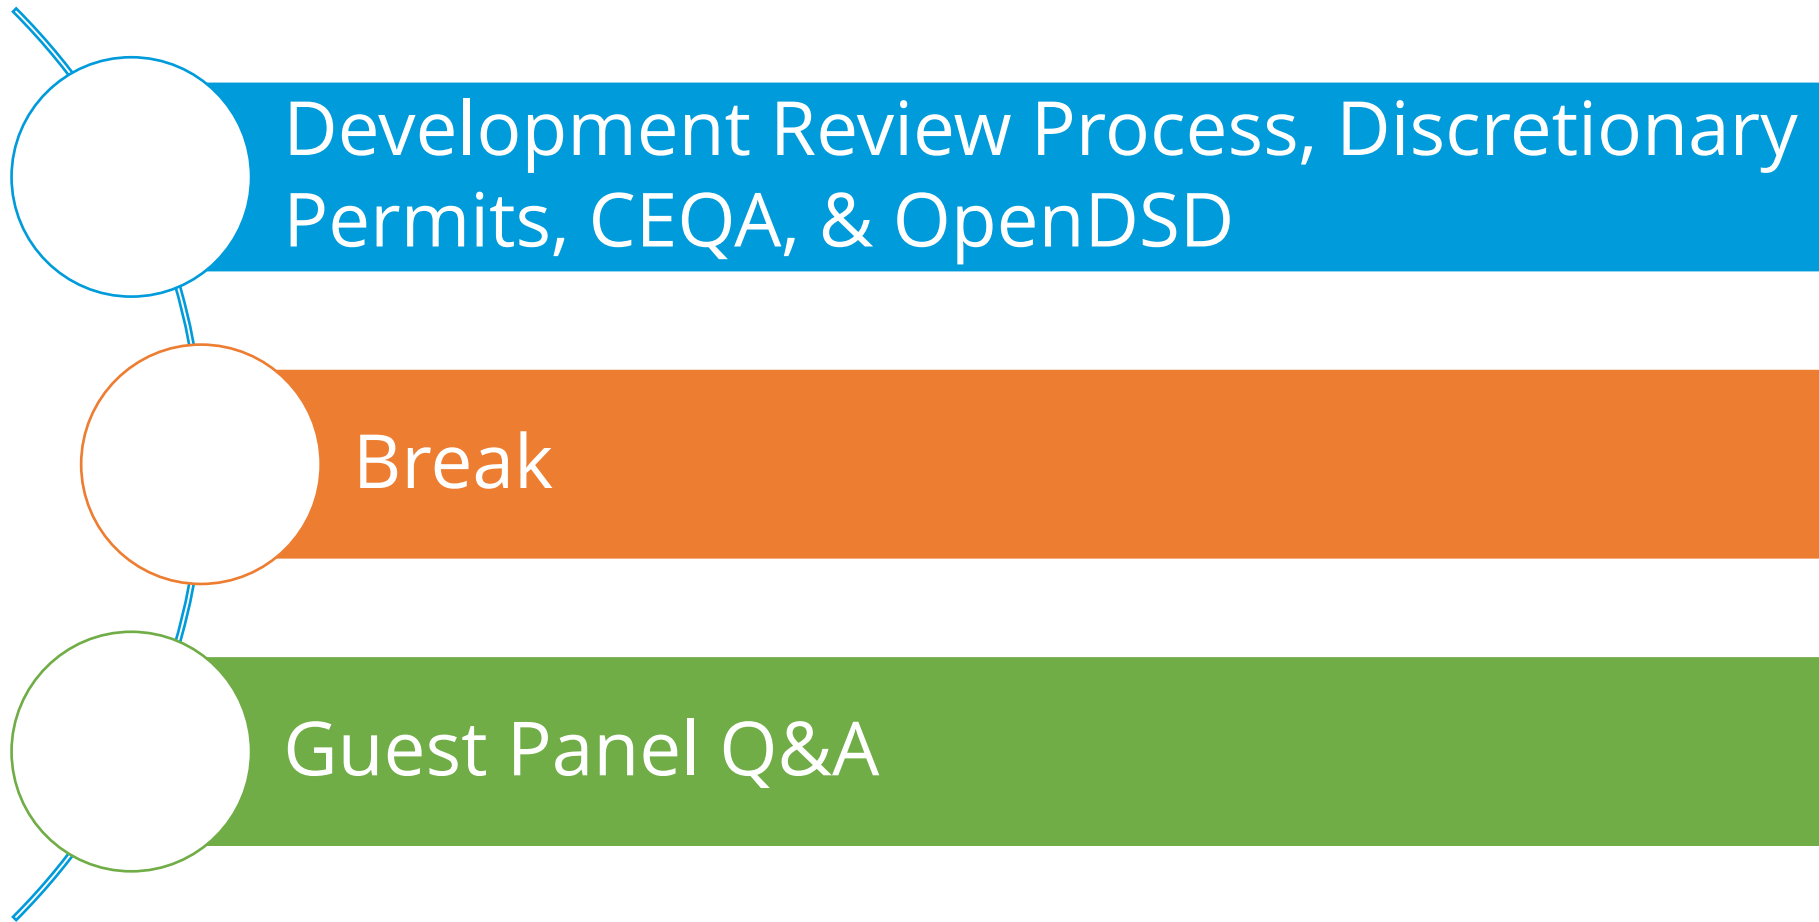 Development Review Process, Discretionary
Permits, CEQA, & OpenDSD
Break
Guest Panel Q&A